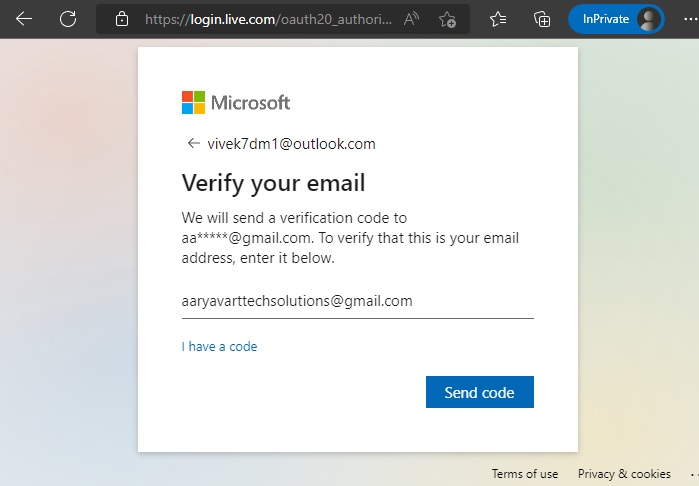 https://login.live.com/oauth20_authori...
InPrivate
Microsoft
vivek7dm1@outlook.com
Verify your email
We will send a verification code to
aa*****@gmail.com. To verify that this is your email
address, enter it below.
aaryavarttechsolutions@gmail.com
I have a code
Send code
Terms of use Privacy & cookies